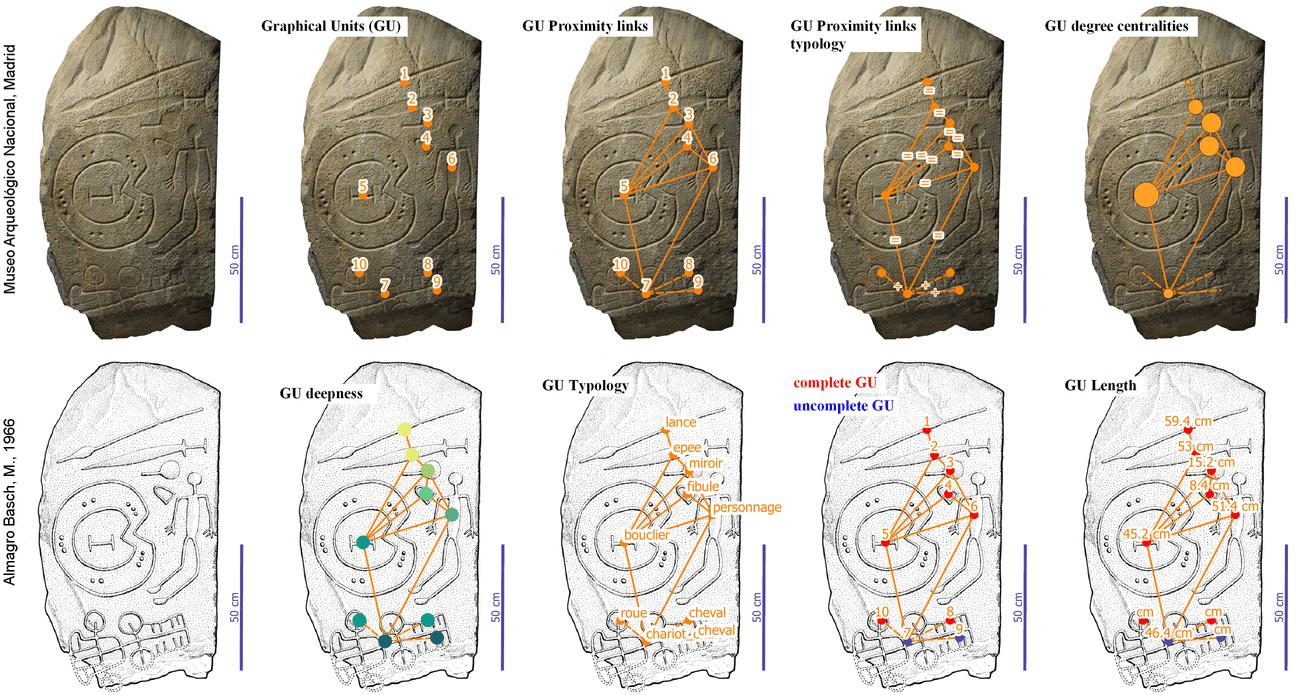 Museo Arqueológico Nacional, Madrid
50 cm
Graphical Units (GU)
1
2
3
4
6
5
10
8
9
7
50 cm
GU Proximity links
1
2
3
4
6
5
10
8
9
7
50 cm
GU Proximity links
typology
=
=
=
=
=
=
=
=
=
=
=
+
+
+
50 cm
GU degree centralities
50 cm
Almagro Basch, M., 1966
50 cm
GU deepness
50 cm
GU Typology
lance
epee
miroir
fibule
personnage
bouclier
roue
cheval
chariot
cheval
50 cm
complete GU
uncomplete GU
1
2
3
4
6
5
10
8
9
7
50 cm
GU Length
59.4 cm
53 cm
15.2 cm
8.4 cm
51.4 cm
45.2 cm
cm
cm
46.4 cm
cm
50 cm